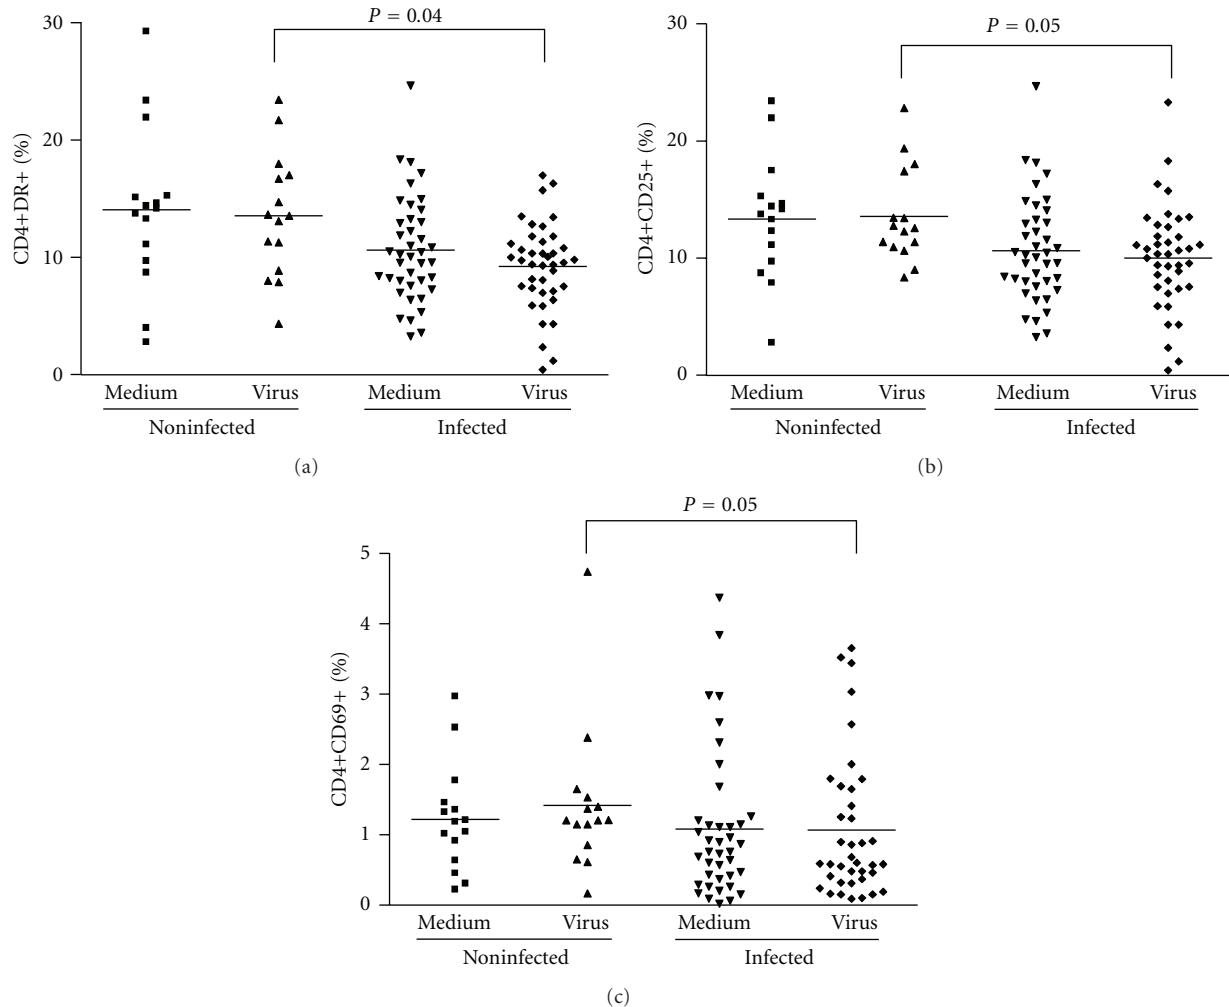 P = 0.04
30
20
10
0
CD4+DR+ (%)
Medium Virus Medium Virus
Noninfected Infected
(a)
P = 0.05
30
20
10
0
CD4+CD25+ (%)
Medium Virus Medium Virus
Noninfected Infected
(b)
P = 0.05
5
4
3
2
1
0
CD4+CD69+ (%)
Medium Virus Medium Virus
Noninfected Infected
(c)